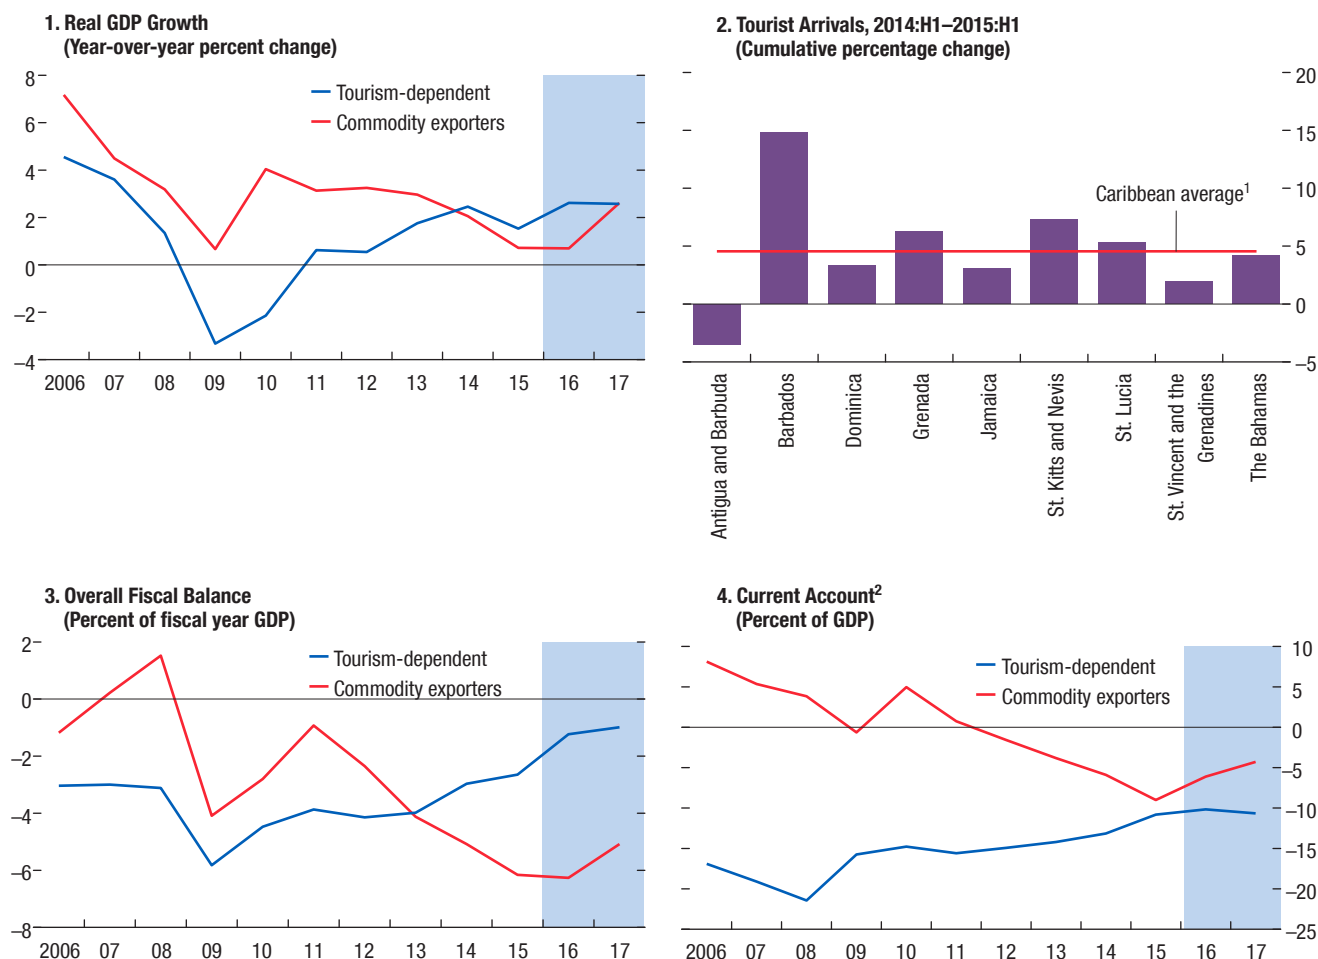 1. Real GDP Growth
(Year-over-year percent change)
8
6
4
2
0
–2
–4
Tourism-dependent
Commodity exporters
2006 07 08 09 10 11 12 13 14 15 16 17
2. Tourist Arrivals, 2014:H1–2015:H1
(Cumulative percentage change)
20
15
10
5
0
–5
Caribbean average1
Antigua and Barbuda
Barbados
Dominica
Grenada
Jamaica
St. Kitts and Nevis
St. Lucia
St. Vincent and the
Grenadines
The Bahamas
3. Overall Fiscal Balance
(Percent of fiscal year GDP)
2
0
–2
–4
–6
–8
Tourism-dependent
Commodity exporters
2006 07 08 09 10 11 12 13 14 15 16 17
4. Current Account2
(Percent of GDP)
10
5
0
–5
–10
–15
–20
–25
Tourism-dependent
Commodity exporters
2006 07 08 09 10 11 12 13 14 15 16 17